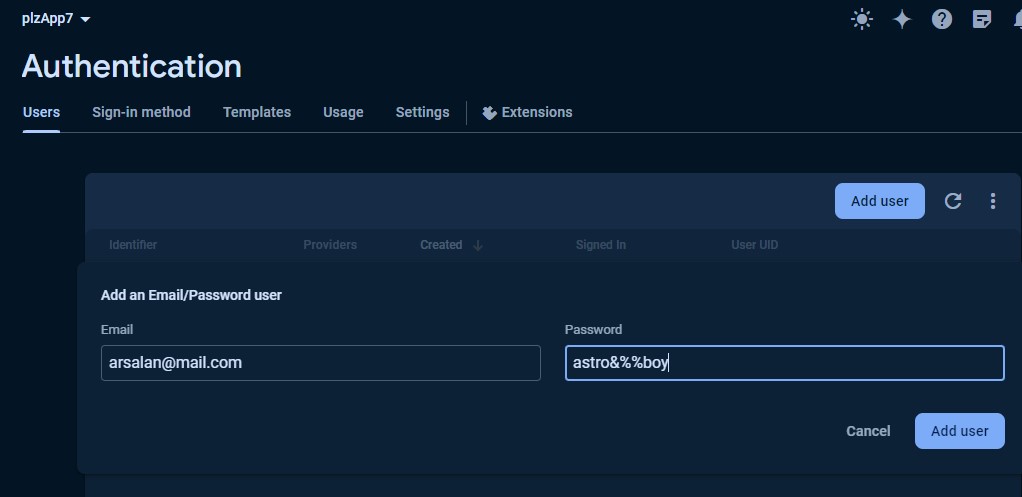 plzApp7
Authentication
Users Sign-in method Templates Usage Settings Extensions
Add user
Identifier Providers Created Signed In User UID
Add an Email/Password user
Email Password
arsalan@mail.com astro&%%boy
Cancel Add user